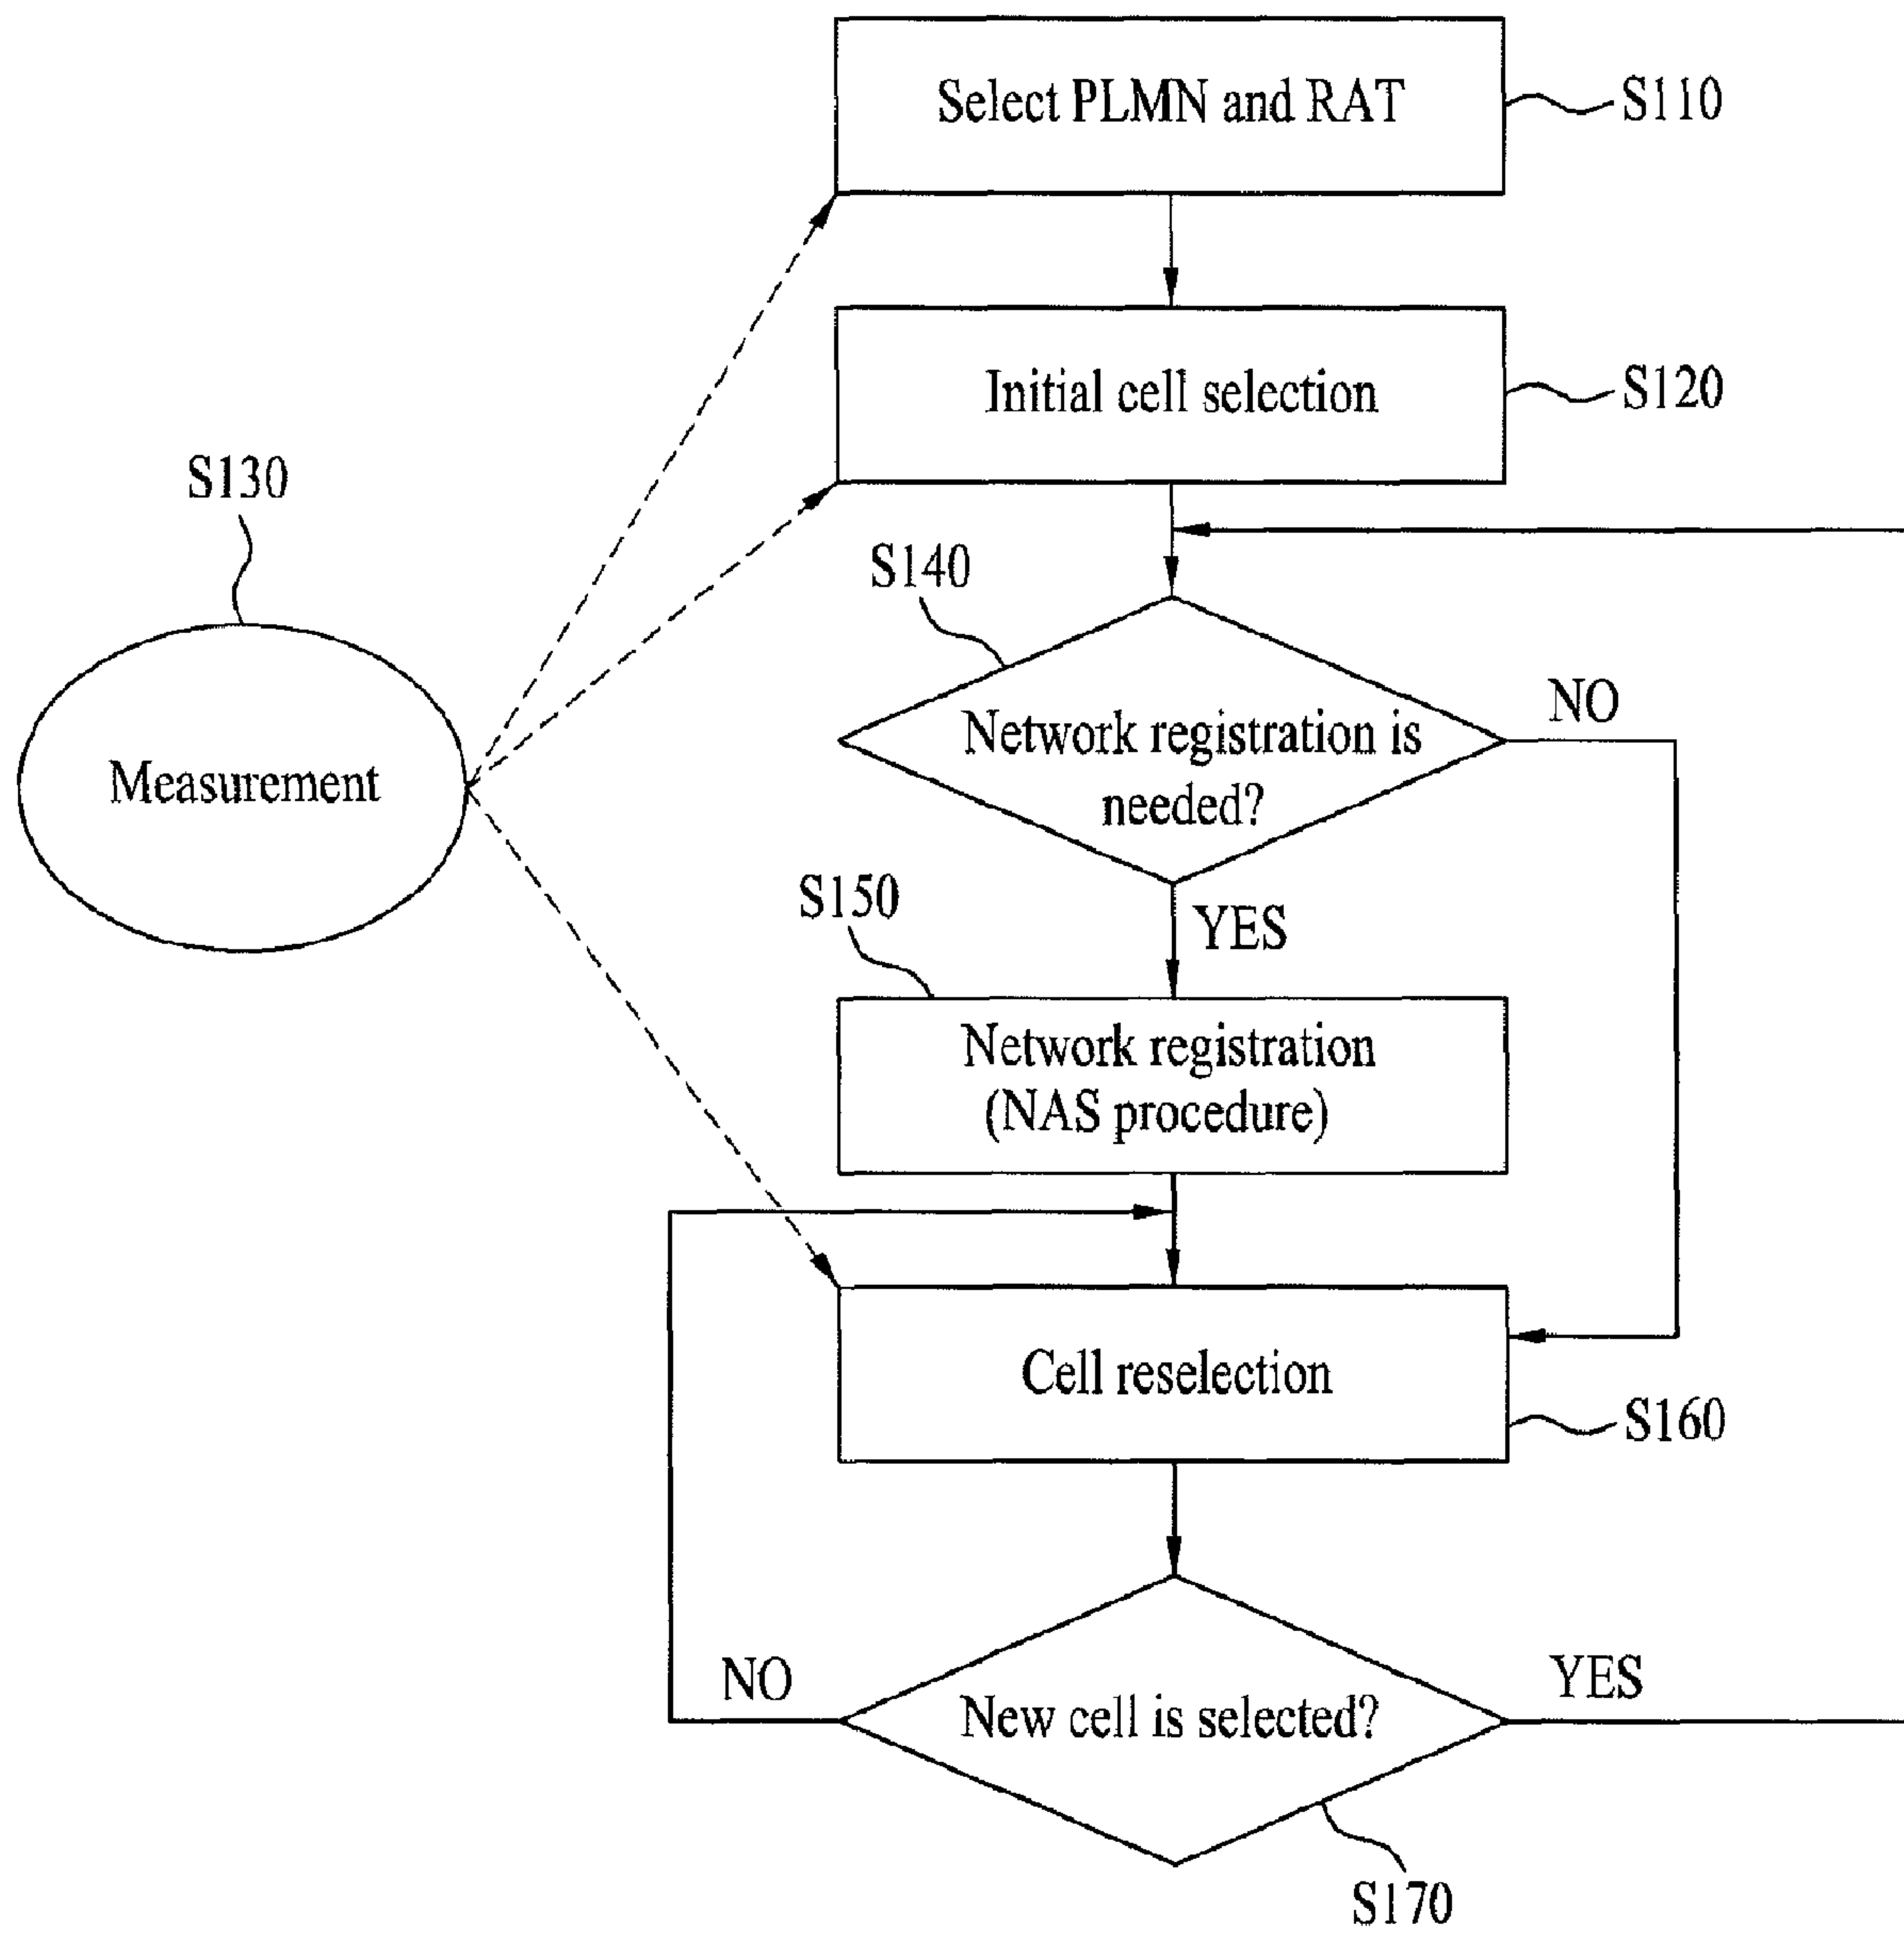 Select PLMN and RAT
S110
Initial cell selection
S120
S130
Measurement
S140
Network registration is
needed?
NO
YES
S150
Network registration
(NAS procedure)
Cell reselection
S160
NO
New cell is selected?
YES
S170